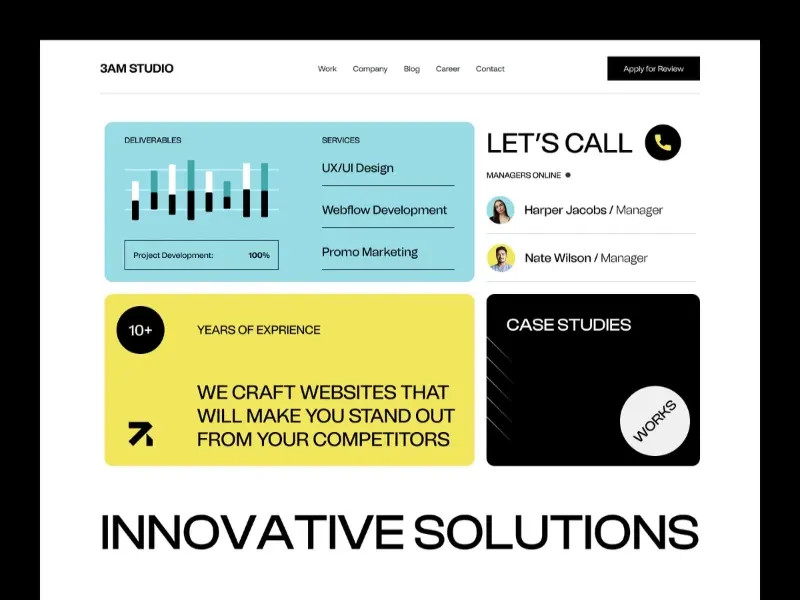 3AM STUDIO
Work Company Blog Career Contact
Apply for Review
DELIVERABLES
Project Development: 100%
SERVICES
UX/UI Design
Webflow Development
Promo Marketing
LET'S CALL
MANAGERS ONLINE
Harper Jacobs / Manager
Nate Wilson / Manager
10+
YEARS OF EXPRIENCE
WE CRAFT WEBSITES THAT
WILL MAKE YOU STAND OUT
FROM YOUR COMPETITORS
CASE STUDIES
WORKS
INNOVATIVE SOLUTIONS